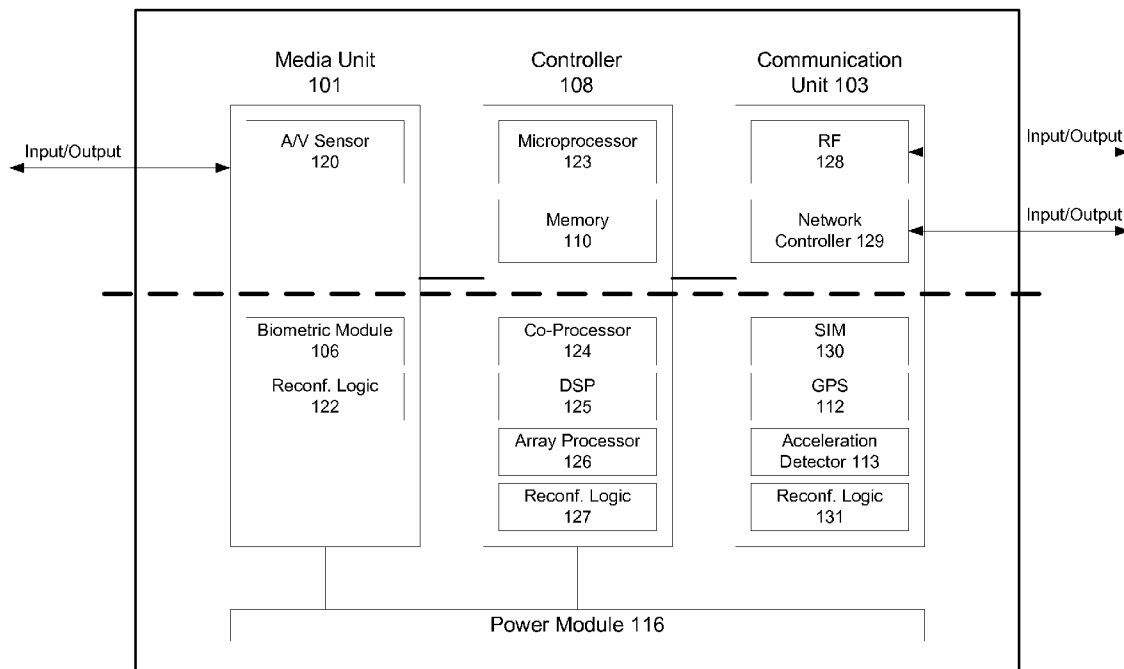 Media Unit
101
Controller
108
Communication
Unit 103
Input/Output
A/V Sensor
120
Microprocessor
123
RF
128
Input/Output
Memory
110
Network
Controller 129
Input/Output
Biometric Module
106
Co-Processor
124
SIM
130
Reconf. Logic
122
DSP
125
GPS
112
Array Processor
126
Acceleration
Detector 113
Reconf. Logic
127
Reconf. Logic
131
Power Module 116